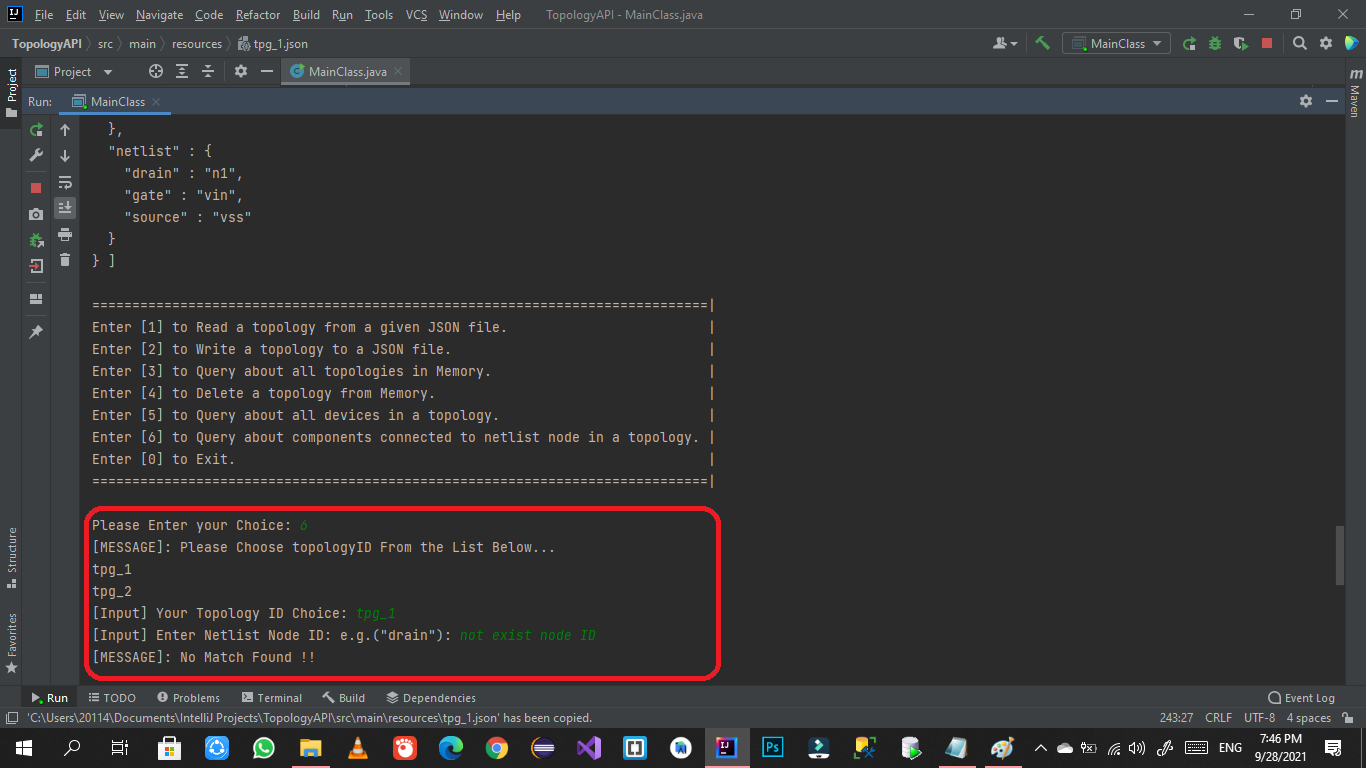 File Edit View Navigate Code Refactor Build Run Tools VCS Window Help TopologyAPI - MainClass.java
TopologyAPI src main resources tpg_1.json MainClass
Project MainClass.java
Project
Maven
Run: MainClass
},
"netlist" : {
"drain" : "n1",
"gate" : "vin",
"source" : "vss"
}
} ]
=============================================================================|
Enter [1] to Read a topology from a given JSON file. |
Enter [2] to Write a topology to a JSON file. |
Enter [3] to Query about all topologies in Memory. |
Enter [4] to Delete a topology from Memory. |
Enter [5] to Query about all devices in a topology. |
Enter [6] to Query about components connected to netlist node in a topology. |
Enter [0] to Exit. |
=============================================================================|
Please Enter your Choice: 6
[MESSAGE]: Please Choose topologyID From the List Below...
tpg_1
tpg_2
[Input] Your Topology ID Choice: tpg_1
[Input] Enter Netlist Node ID: e.g.("drain"): not exist node ID
[MESSAGE]: No Match Found !!
Structure
Favorites
Run TODO Problems Terminal Build Dependencies Event Log
'C:\Users\20114\Documents\IntelliJ Projects\TopologyAPI\src\main\resources\tpg_1.json' has been copied. 243:27 CRLF UTF-8 4 spaces
ENG 7:46 PM
9/28/2021